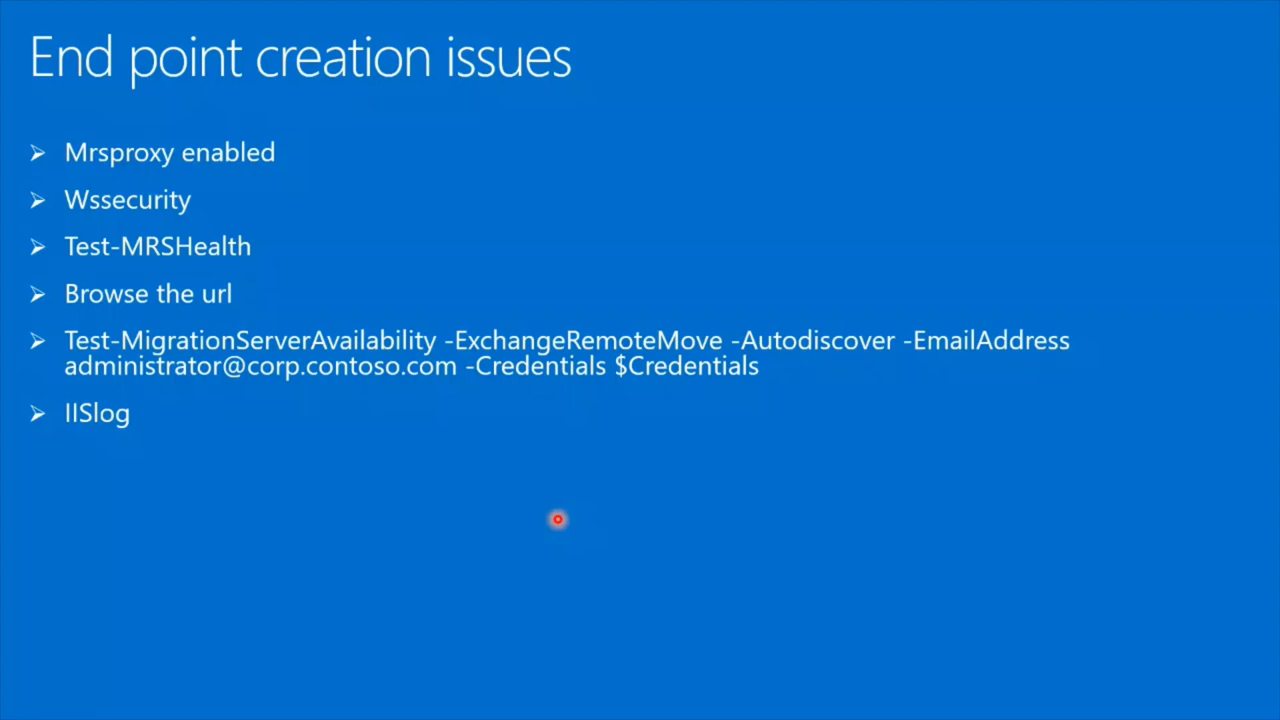 End point creation issues
Mrsproxy enabled
Wssecurity
Test-MRSHealth
Browse the url
Test-MigrationServerAvailability -ExchangeRemoteMove -Autodiscover -EmailAddress
administrator@corp.contoso.com -Credentials $Credentials
IISlog